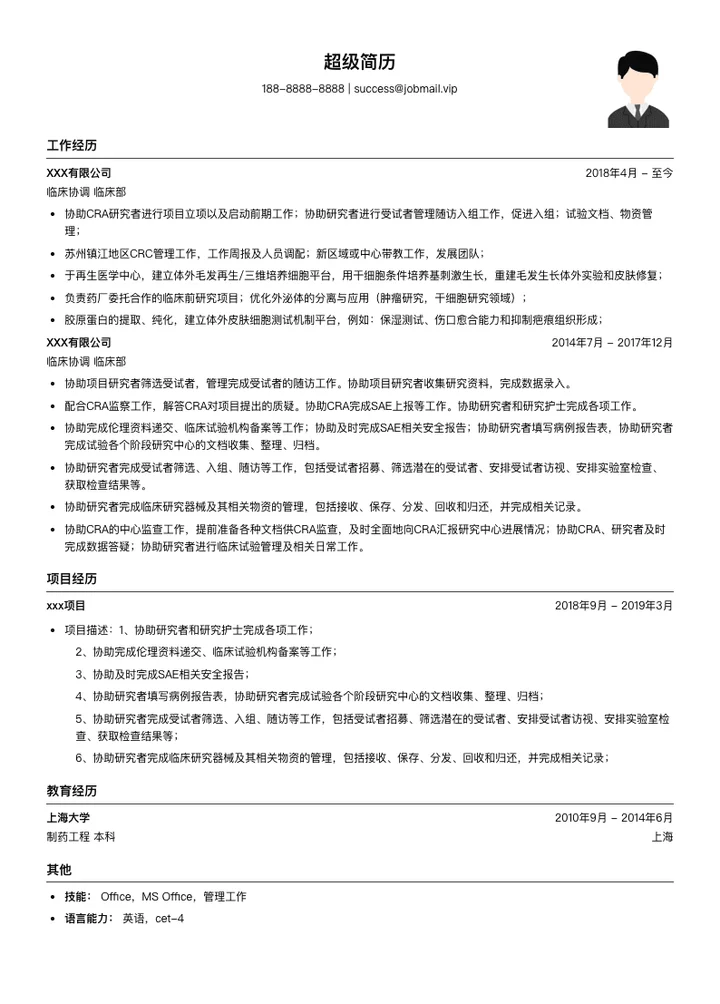 超级简历
188-8888-8888 | success@jobmail.vip
工作经历
XXX有限公司 2018年4月 - 至今
临床协调 临床部
• 协助CRA研究者进行项目立项以及启动前期工作；协助研究者进行受试者管理随访入组工作，促进入组；试验文档、物资管
理；
• 苏州镇江地区CRC管理工作，工作周报及人员调配；新区域或中心带教工作，发展团队；
• 于再生医学中心，建立体外毛发再生/三维培养细胞平台，用干细胞条件培养基刺激生长，重建毛发生长体外实验和皮肤修复；
• 负责药厂委托合作的临床前研究项目；优化外泌体的分离与应用（肿瘤研究，干细胞研究领域）；
• 胶原蛋白的提取、纯化，建立体外皮肤细胞测试机制平台，例如：保湿测试、伤口愈合能力和抑制疤痕组织形成；
XXX有限公司 2014年7月 - 2017年12月
临床协调 临床部
• 协助项目研究者筛选受试者，管理完成受试者的随访工作。协助项目研究者收集研究资料，完成数据录入。
• 配合CRA监察工作，解答CRA对项目提出的质疑。协助CRA完成SAE上报等工作。协助研究者和研究护士完成各项工作。
• 协助完成伦理资料递交、临床试验机构备案等工作；协助及时完成SAE相关安全报告；协助研究者填写病例报告表，协助研究者
完成试验各个阶段研究中心的文档收集、整理、归档。
• 协助研究者完成受试者筛选、入组、随访等工作，包括受试者招募、筛选潜在的受试者、安排受试者访视、安排实验室检查、
获取检查结果等。
• 协助研究者完成临床研究器械及其相关物资的管理，包括接收、保存、分发、回收和归还，并完成相关记录。
• 协助CRA的中心监查工作，提前准备各种文档供CRA监查，及时全面地向CRA汇报研究中心进展情况；协助CRA、研究者及时
完成数据答疑；协助研究者进行临床试验管理及相关日常工作。
项目经历
xxx项目 2018年9月 - 2019年3月
• 项目描述：1、协助研究者和研究护士完成各项工作；
2、协助完成伦理资料递交、临床试验机构备案等工作；
3、协助及时完成SAE相关安全报告；
4、协助研究者填写病例报告表，协助研究者完成试验各个阶段研究中心的文档收集、整理、归档；
5、协助研究者完成受试者筛选、入组、随访等工作，包括受试者招募、筛选潜在的受试者、安排受试者访视、安排实验室检
查、获取检查结果等；
6、协助研究者完成临床研究器械及其相关物资的管理，包括接收、保存、分发、回收和归还，并完成相关记录；
教育经历
上海大学 2010年9月 - 2014年6月
制药工程 本科 上海
其他
• 技能： Office，MS Office，管理工作
• 语言能力： 英语，cet-4